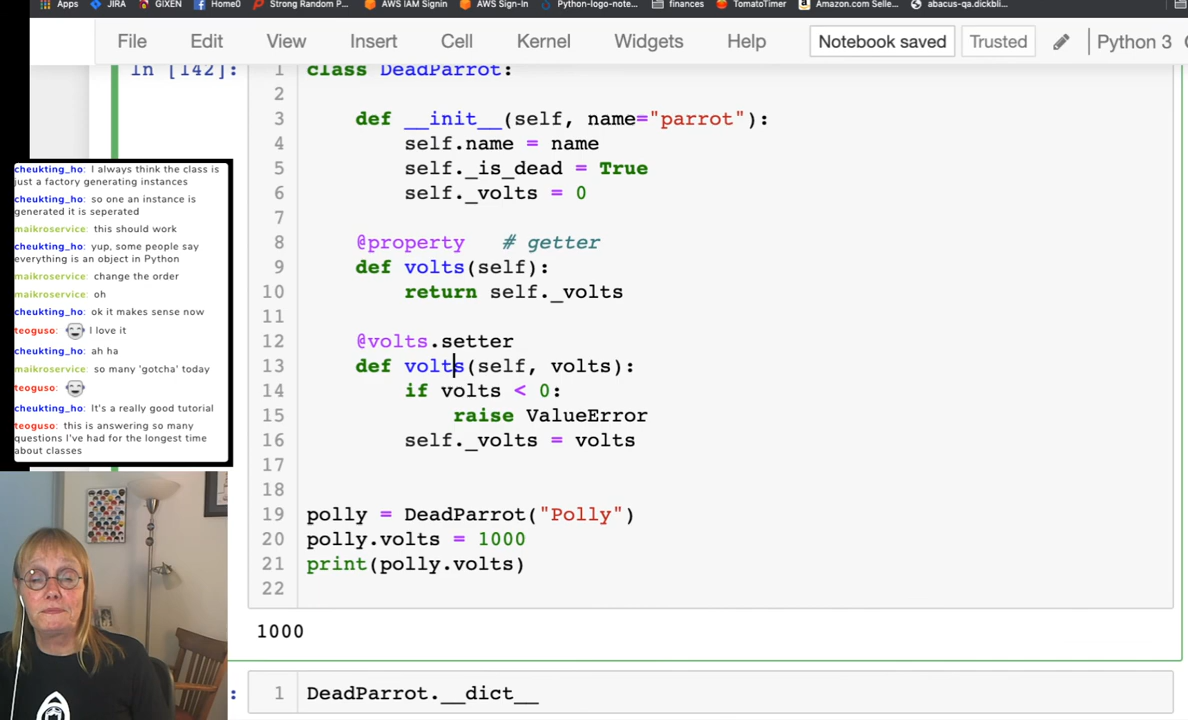 Apps JIRA GIXEN Home0 Strong Random P... AWS IAM Signin AWS Sign-In Python-logo-note... finances TomatoTimer Amazon.com Selle... abacus-qa.dickbli...
File Edit View Insert Cell Kernel Widgets Help Notebook saved Trusted Python 3
In [142]:
1 class DeadParrot:
2
3 def __init__(self, name="parrot"):
4 self.name = name
5 self._is_dead = True
6 self._volts = 0
7
8 @property # getter
9 def volts(self):
10 return self._volts
11
12 @volts.setter
13 def volts(self, volts):
14 if volts < 0:
15 raise ValueError
16 self._volts = volts
17
18
19 polly = DeadParrot("Polly")
20 polly.volts = 1000
21 print(polly.volts)
22
1000
: 1 DeadParrot.__dict__
cheukting_ho: I always think the class is
just a factory generating instances
cheukting_ho: so one an instance is
generated it is seperated
maikroservice: this should work
cheukting_ho: yup, some people say
everything is an object in Python
maikroservice: change the order
maikroservice: oh
cheukting_ho: ok it makes sense now
teoguso: I love it
cheukting_ho: ah ha
maikroservice: so many 'gotcha' today
teoguso:
cheukting_ho: It's a really good tutorial
teoguso: this is answering so many
questions I've had for the longest time
about classes